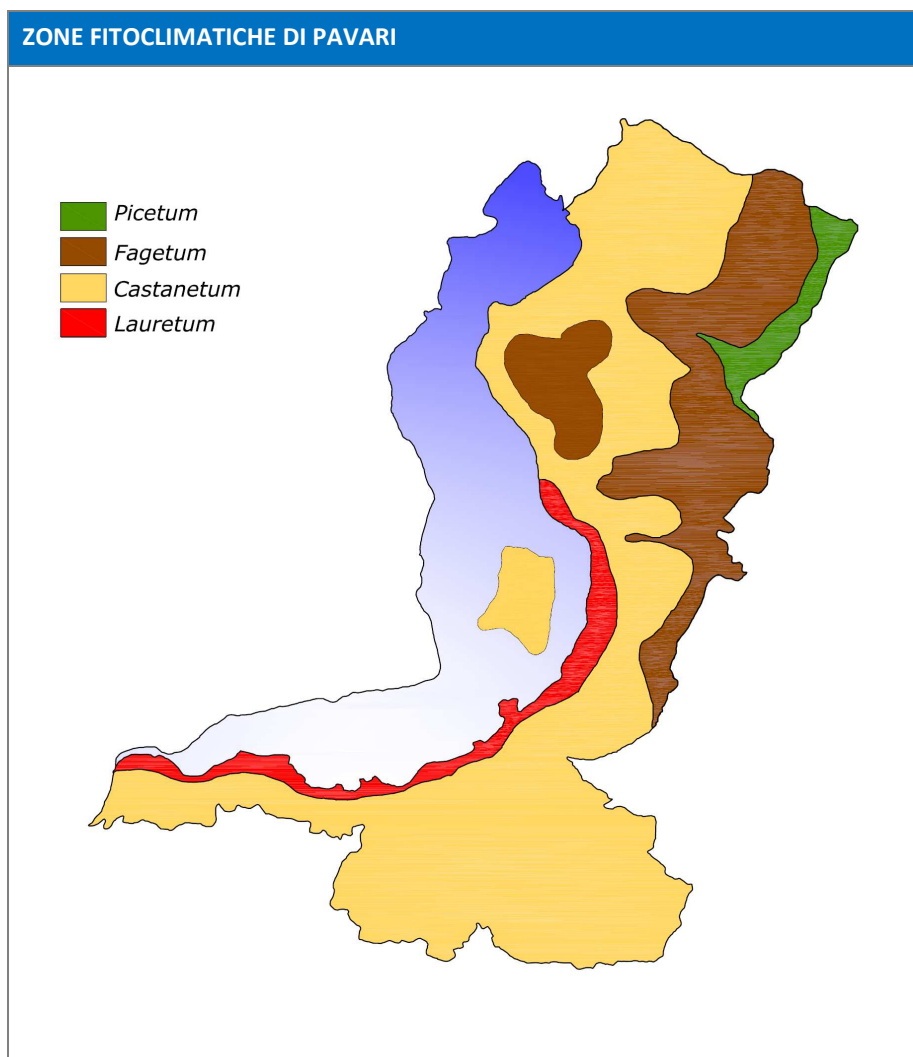 ZONE FITOCLIMATICHE DI PAVARI
Picetum
Fagetum
Castanetum
Lauretum